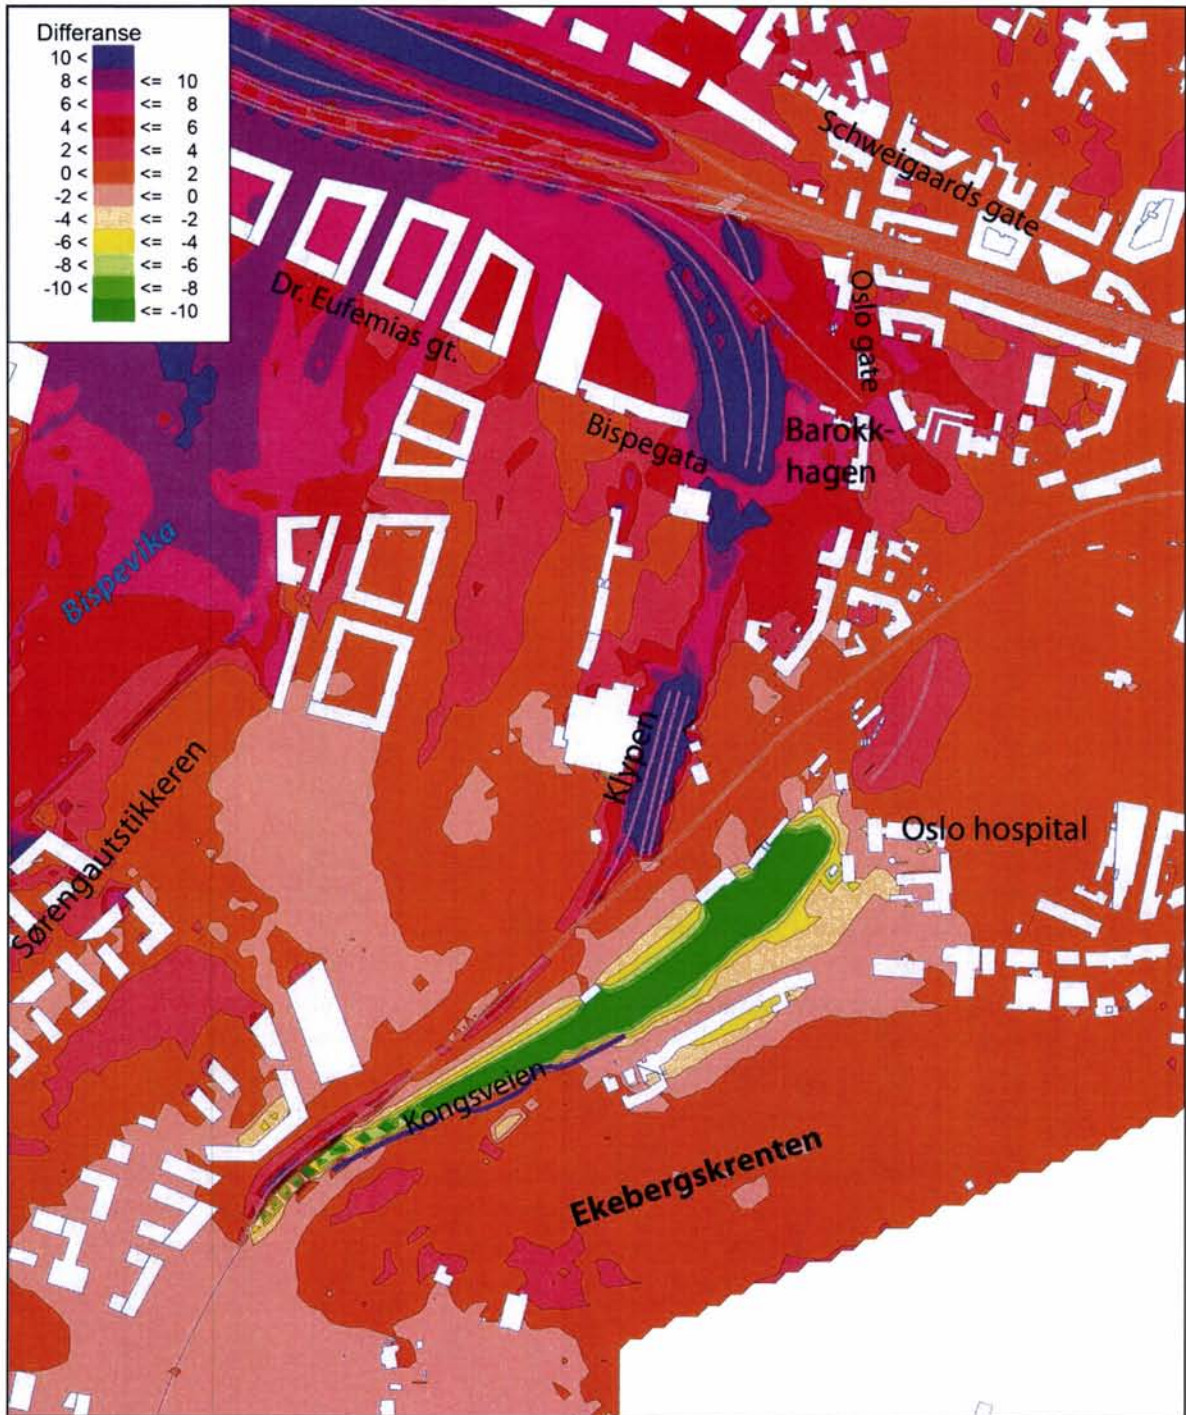 Differanse
10 <
8 < <= 10
6 < <= 8
4 < <= 6
2 < <= 4
0 < <= 2
-2 < <= 0
-4 < <= -2
-6 < <= -4
-8 < <= -6
-10 < <= -8
<= -10
Schweigaards gate
Dr. Eufemias gt.
Oslo gate
Bispegata
Barokk-
hagen
Bispevika
Klypen
Sørengautstikkeren
Oslo hospital
Kongsveien
Ekebergskrenten